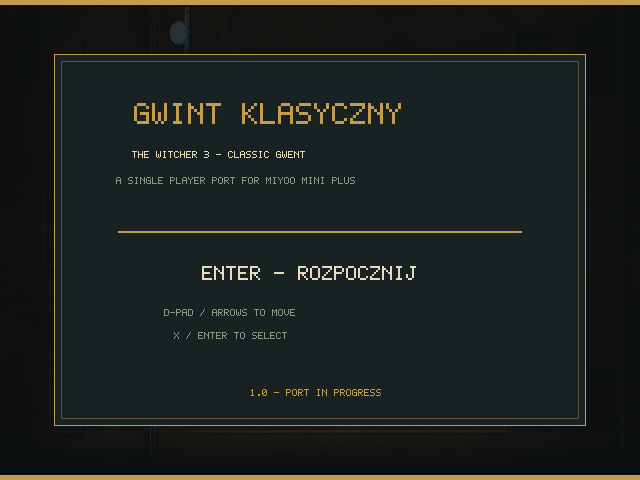 GWINT KLASYCZNY
THE WITCHER 3 - CLASSIC GWENT
A SINGLE PLAYER PORT FOR MIYOO MINI PLUS
ENTER - ROZPOCZNIJ
D-PAD / ARROWS TO MOVE
X / ENTER TO SELECT
1.0 - PORT IN PROGRESS